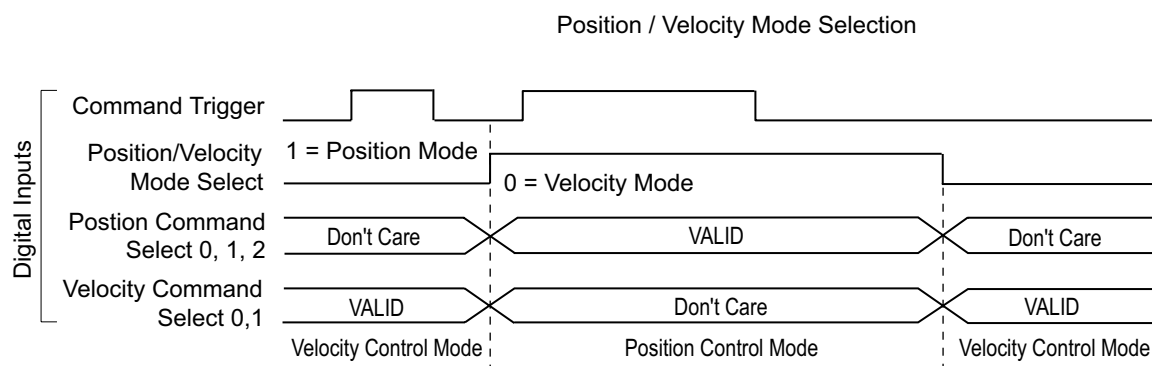 Position / Velocity Mode Selection
Digital Inputs
Command Trigger
Position/Velocity
Mode Select
1 = Position Mode
0 = Velocity Mode
Postion Command
Select 0, 1, 2
Don't Care
VALID
Don't Care
Velocity Command
Select 0,1
VALID
Don't Care
VALID
Velocity Control Mode
Position Control Mode
Velocity Control Mode